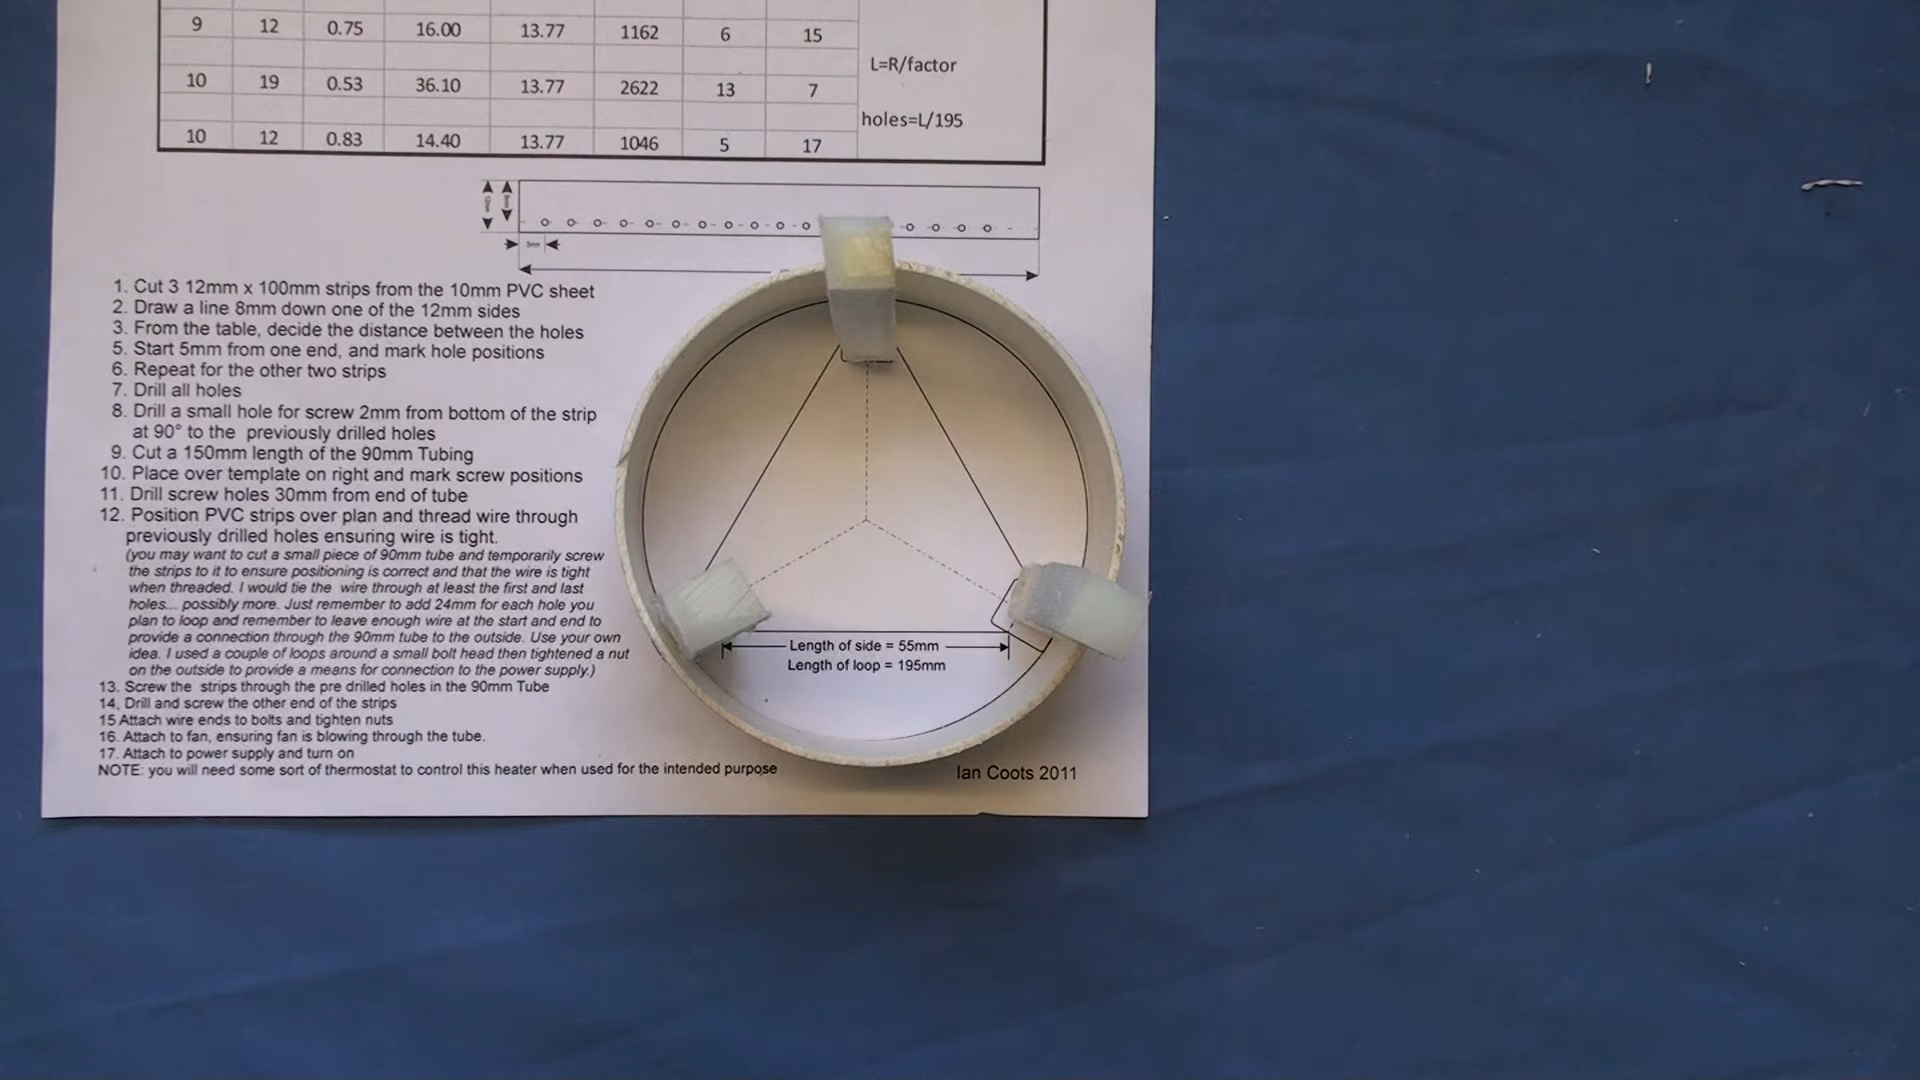 9 12 0.75 16.00 13.77 1162 6 15
L=R/factor
10 19 0.53 36.10 13.77 2622 13 7
holes=L/195
10 12 0.83 14.40 13.77 1046 5 17
1. Cut 3 12mm x 100mm strips from the 10mm PVC sheet
2. Draw a line 8mm down one of the 12mm sides
3. From the table, decide the distance between the holes
5. Start 5mm from one end, and mark hole positions
6. Repeat for the other two strips
7. Drill all holes
8. Drill a small hole for screw 2mm from bottom of the strip
at 90° to the previously drilled holes
9. Cut a 150mm length of the 90mm Tubing
10. Place over template on right and mark screw positions
11. Drill screw holes 30mm from end of tube
12. Position PVC strips over plan and thread wire through
previously drilled holes ensuring wire is tight.
(you may want to cut a small piece of 90mm tube and temporarily screw
the strips to it to ensure positioning is correct and that the wire is tight
when threaded. I would tie the wire through at least the first and last
holes... possibly more. Just remember to add 24mm for each hole you
plan to loop and remember to leave enough wire at the start and end to
provide a connection through the 90mm tube to the outside. Use your own
idea. I used a couple of loops around a small bolt head then tightened a nut
on the outside to provide a means for connection to the power supply.)
13. Screw the strips through the pre drilled holes in the 90mm Tube
14, Drill and screw the other end of the strips
15 Attach wire ends to bolts and tighten nuts
16. Attach to fan, ensuring fan is blowing through the tube.
17. Attach to power supply and turn on
NOTE: you will need some sort of thermostat to control this heater when used for the intended purpose
Length of side = 55mm
Length of loop = 195mm
Ian Coots 2011